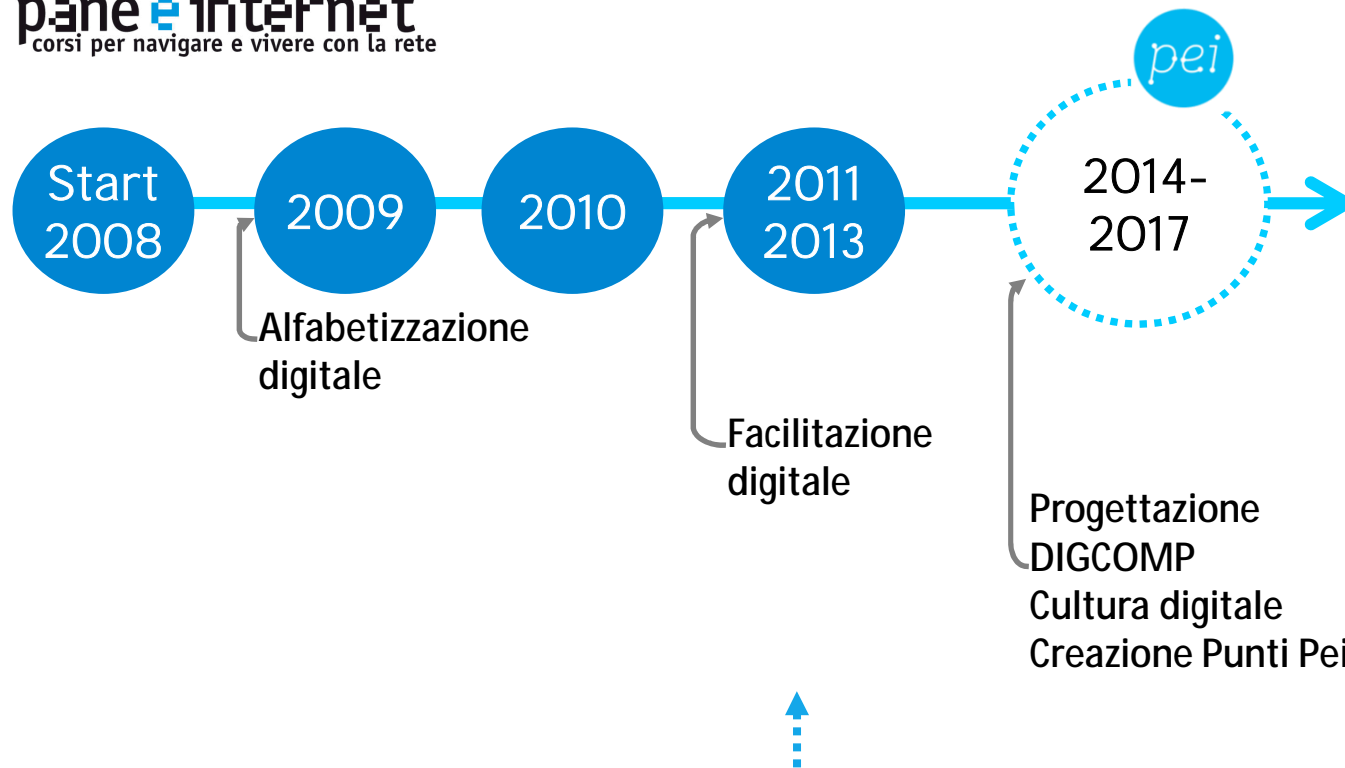 pane e internet
corsi per navigare e vivere con la rete
pei
Start
2008
2009
2010
2011
2013
2014-
2017
Alfabetizzazione
digitale
Facilitazione
digitale
Progettazione
DIGCOMP
Cultura digitale
Creazione Punti Pei